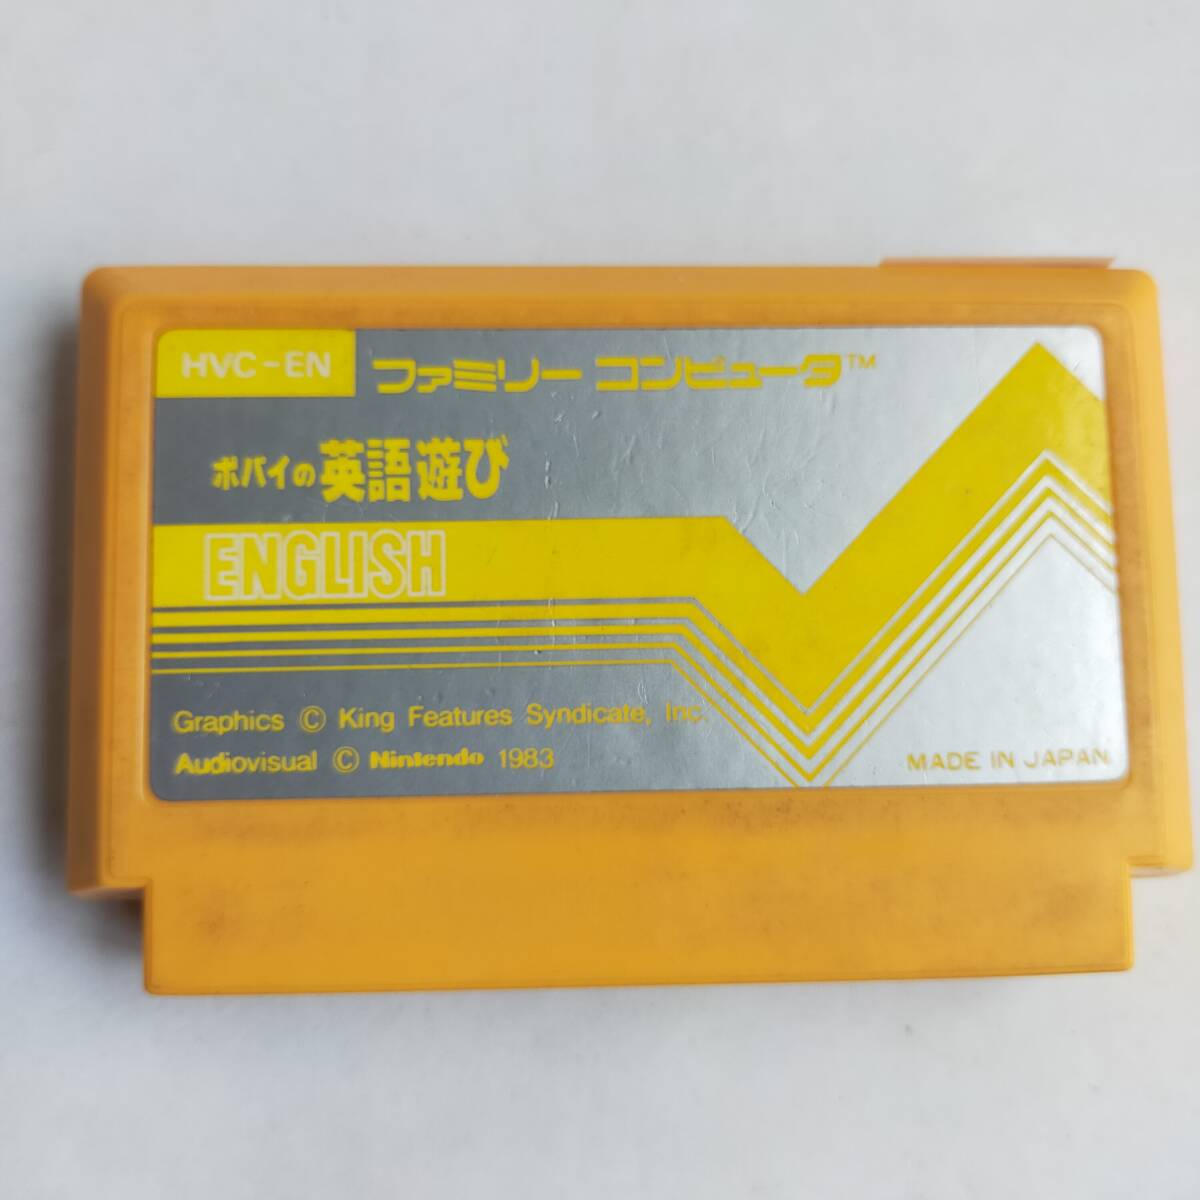 HVC-EN
ファミリー コンピュータ™
ポパイの英語遊び
ENGLISH
Graphics © King Features Syndicate, Inc.
Audiovisual © Nintendo 1983
MADE IN JAPAN